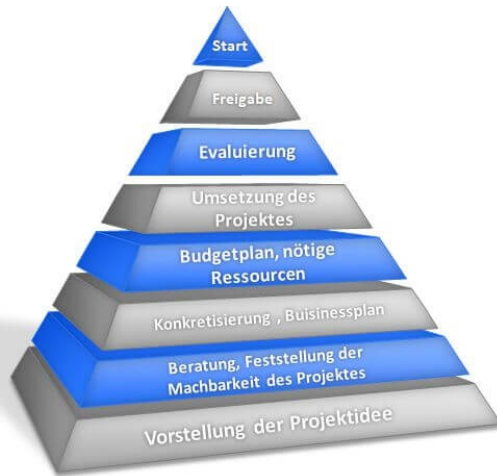 Start
Freigabe
Evaluierung
Umsetzung des
Projektes
Budgetplan, nötige
Ressourcen
Konkretisierung , Buisinessplan
Beratung, Feststellung der
Machbarkeit des Projektes
Vorstellung der Projektidee